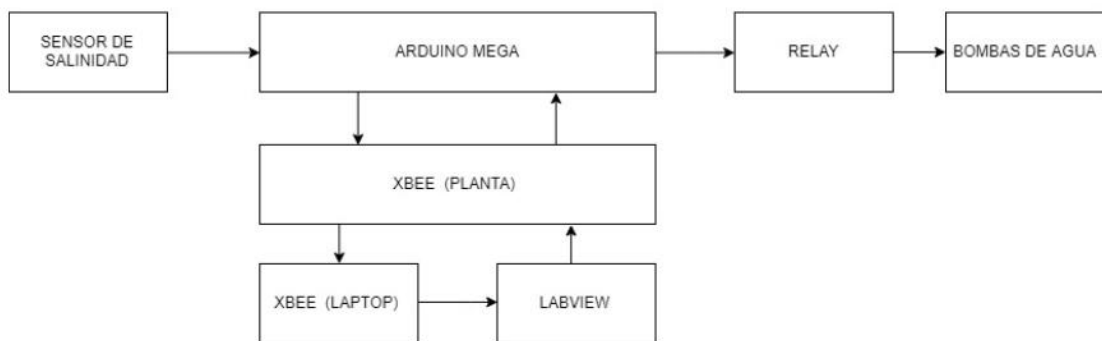 SENSOR DE
SALINIDAD
ARDUINO MEGA
RELAY
BOMBAS DE AGUA
XBEE (PLANTA)
XBEE (LAPTOP)
LABVIEW